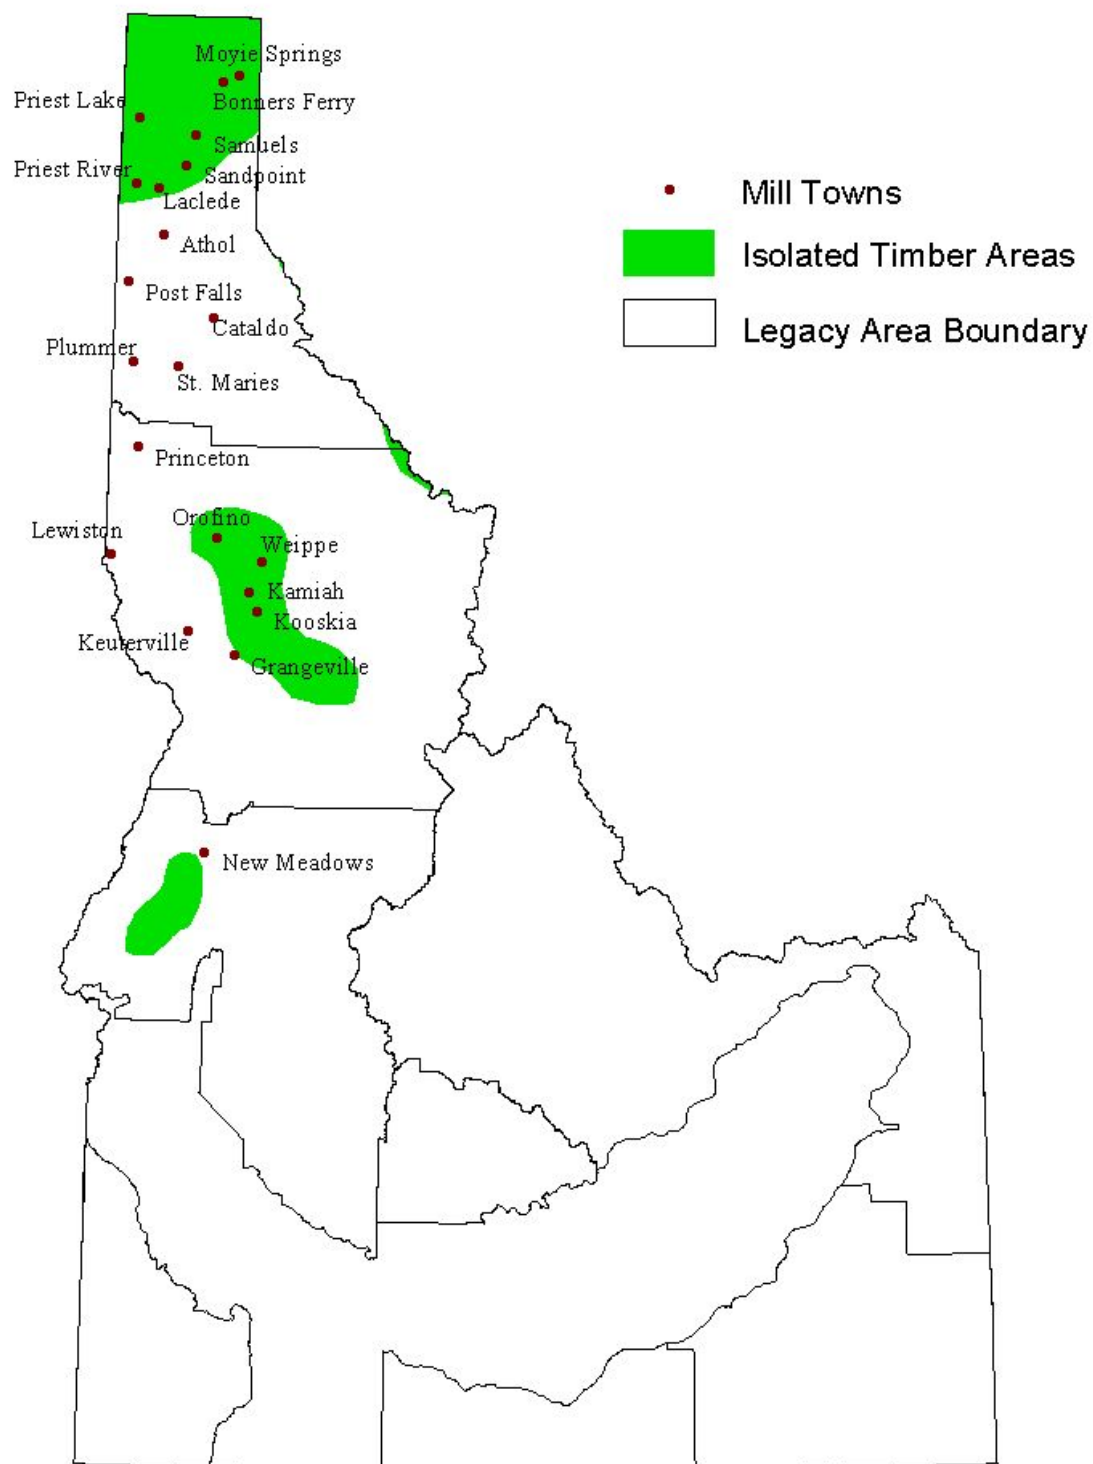 Moyie Springs
Priest Lake
Bonners Ferry
Samuels
Priest River
Sandpoint
Laclede
Mill Towns
Athol
Isolated Timber Areas
Post Falls
Cataldo
Legacy Area Boundary
Plummer
St. Maries
Princeton
Orofino
Lewiston
Weippe
Kamiah
Kooskia
Keuterville
Grangeville
New Meadows